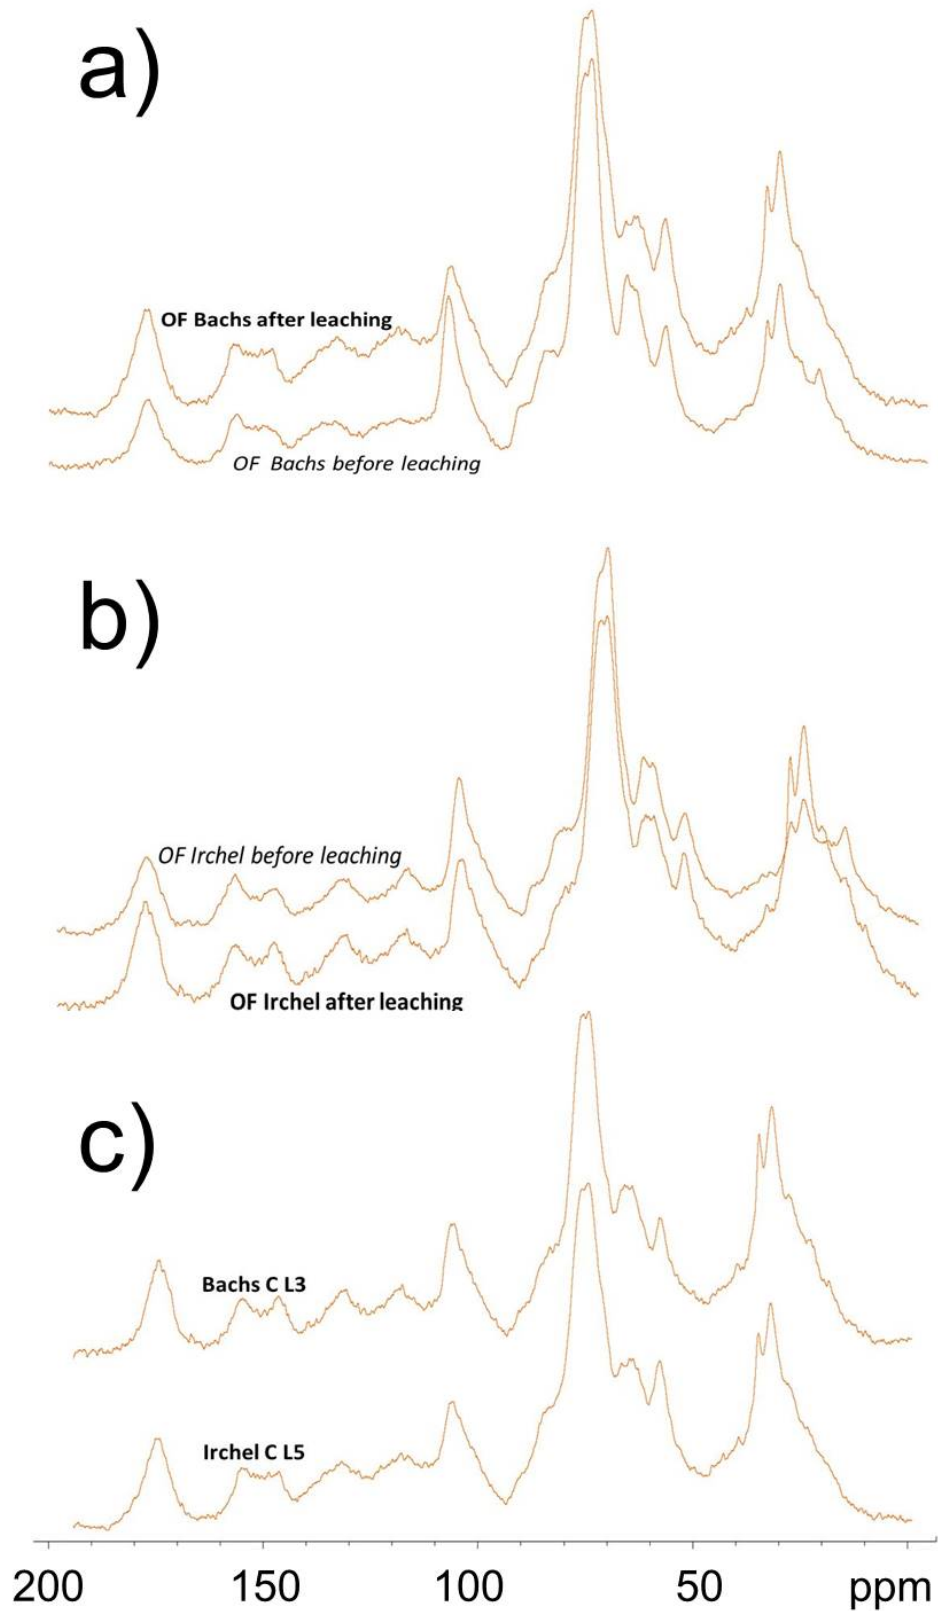 a)
OF Bachs after leaching
OF Bachs before leaching
b)
OF Irchel before leaching
OF Irchel after leaching
c)
Bachs C L3
Irchel C L5
200 150 100 50 ppm